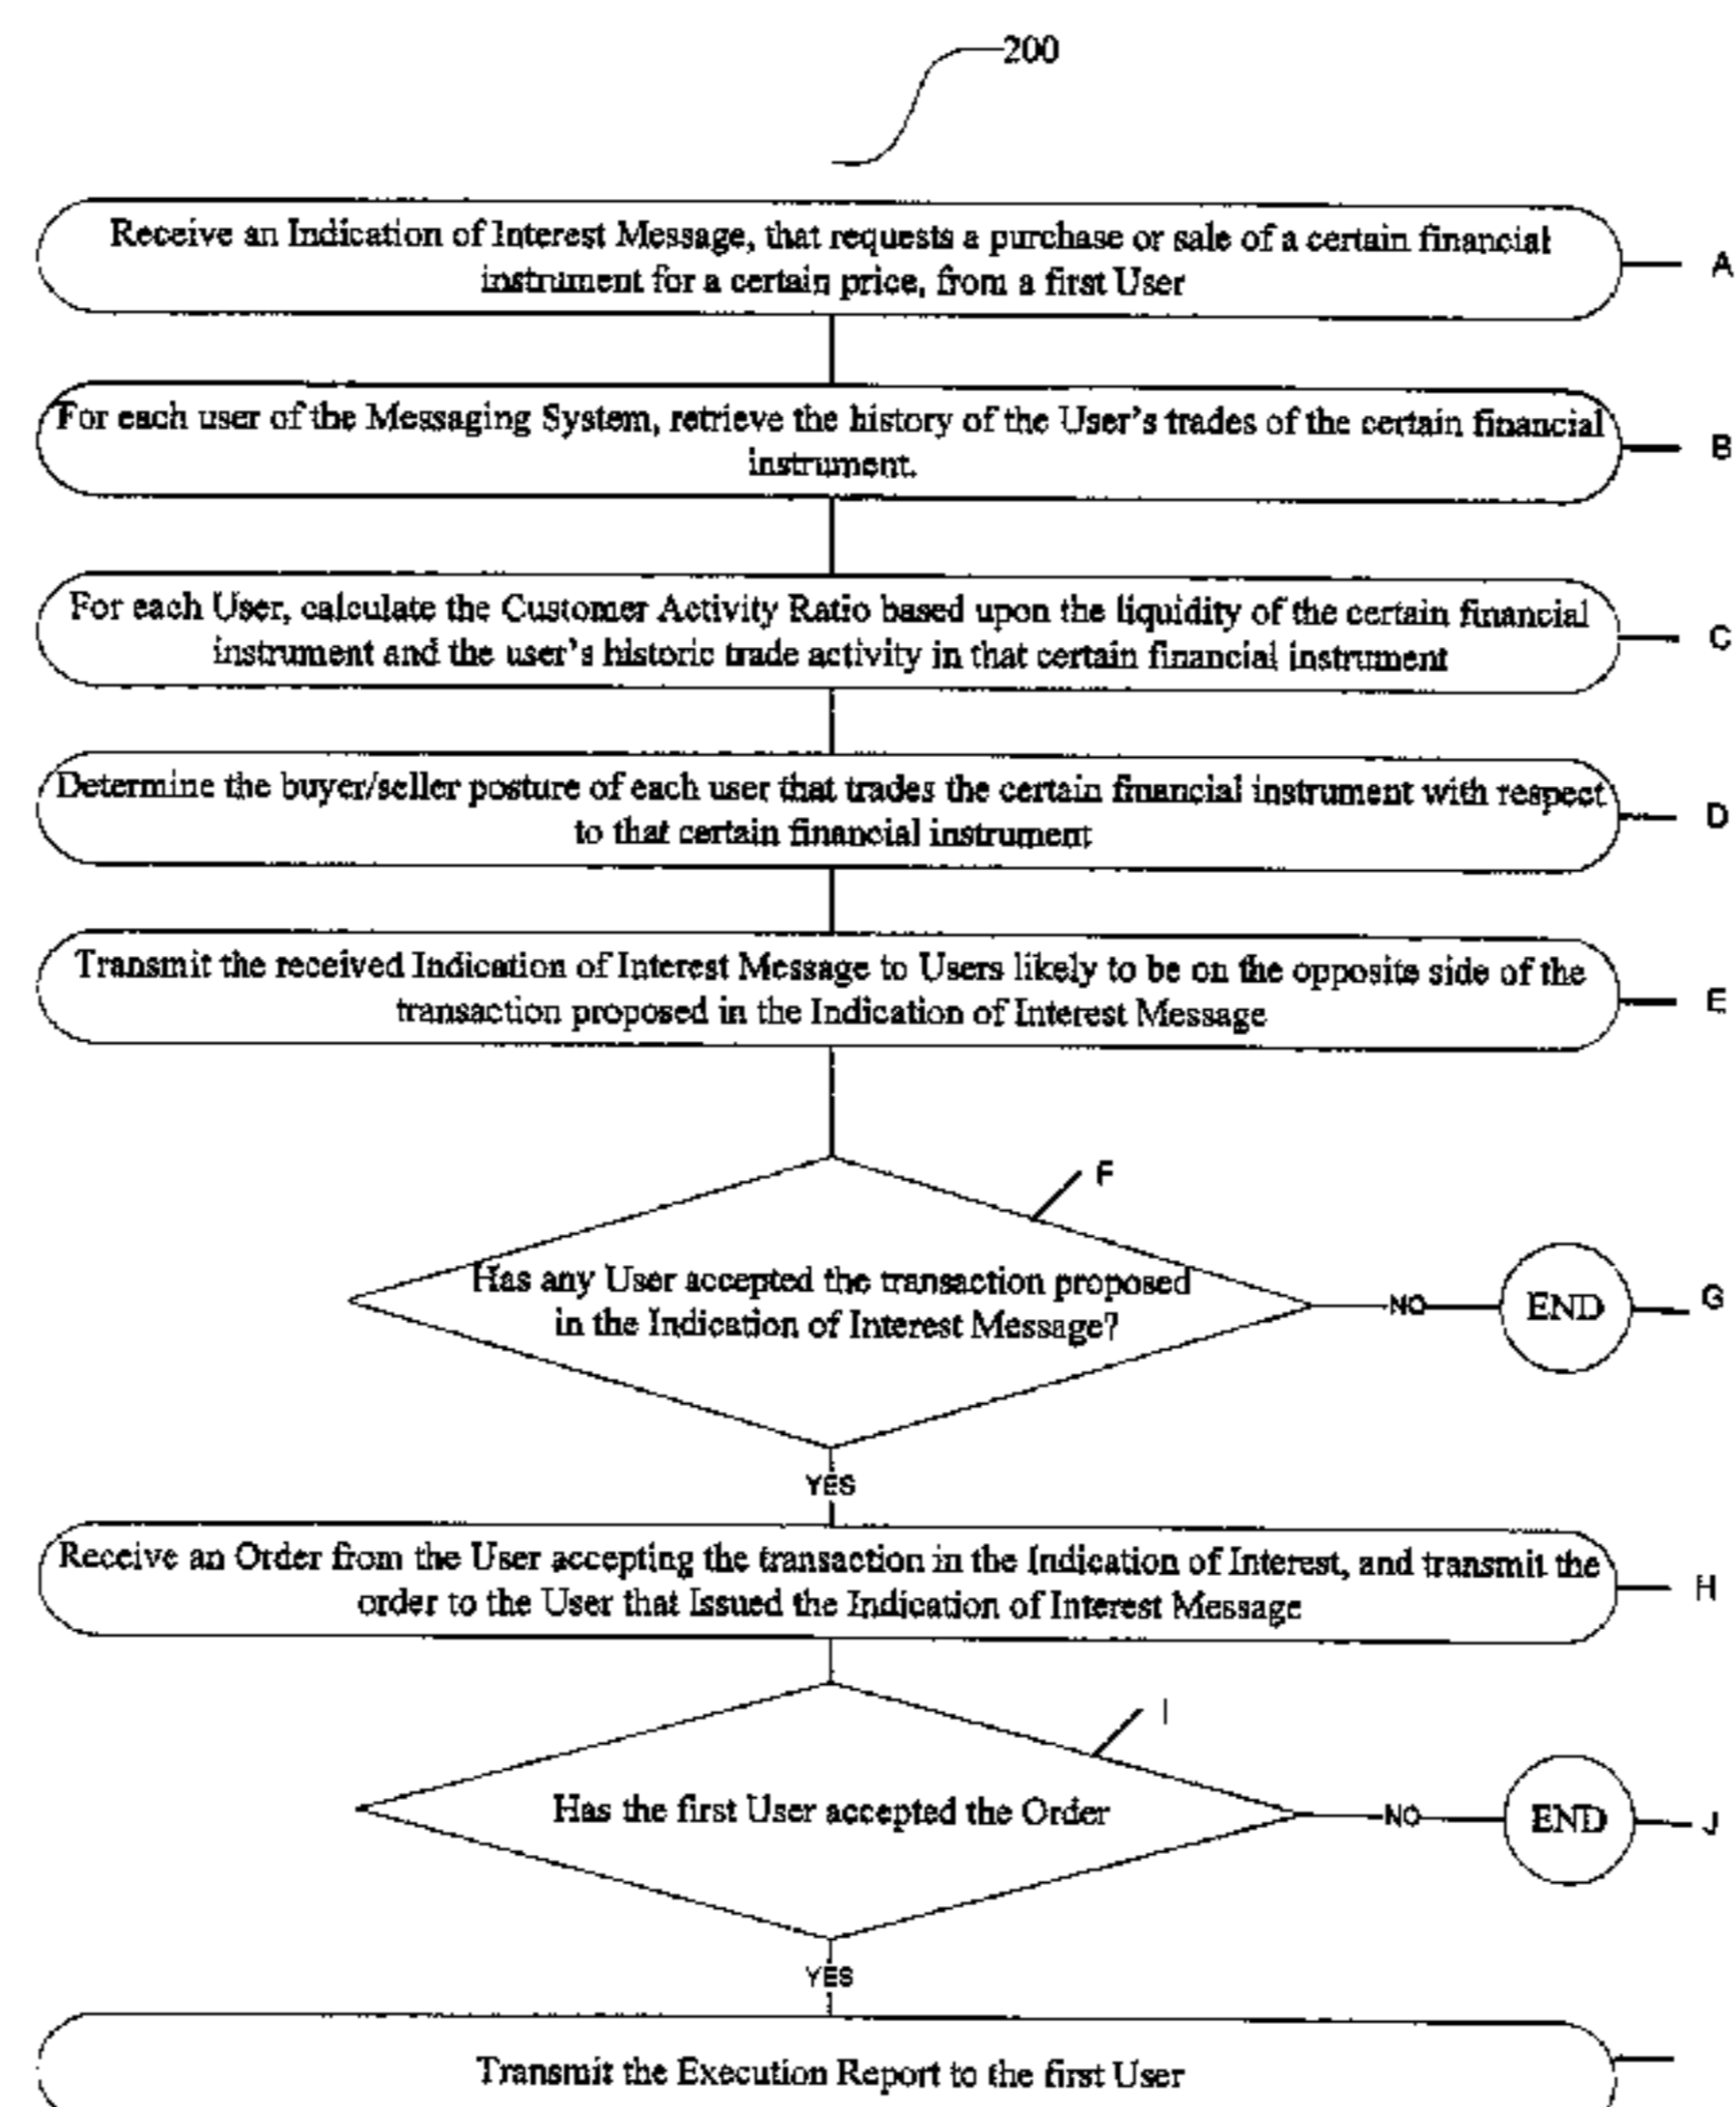 200
Receive an Indication of Interest Message, that requests a purchase or sale of a certain financial
instrument for a certain price, from a first User
A
For each user of the Messaging System, retrieve the history of the User's trades of the certain financial
instrument.
B
For each User, calculate the Customer Activity Ratio based upon the liquidity of the certain financial
instrument and the user's historic trade activity in that certain financial instrument
C
Determine the buyer/seller posture of each user that trades the certain financial instrument with respect
to that certain financial instrument
D
Transmit the received Indication of Interest Message to Users likely to be on the opposite side of the
transaction proposed in the Indication of Interest Message
E
F
Has any User accepted the transaction proposed
in the Indication of Interest Message?
NO
END
G
YES
Receive an Order from the User accepting the transaction in the Indication of Interest, and transmit the
order to the User that Issued the Indication of Interest Message
H
I
Has the first User accepted the Order
NO
END
J
YES
Transmit the Execution Report to the first User